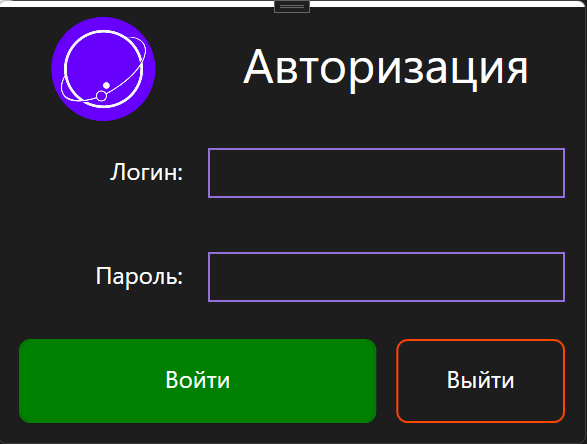 Авторизация
Логин:
Пароль:
Войти
Выйти